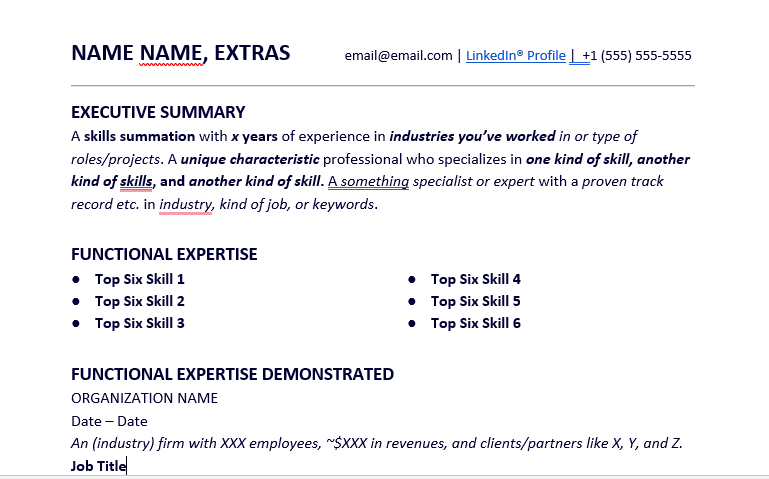 NAME NAME, EXTRAS email@email.com | LinkedIn® Profile | +1 (555) 555-5555
EXECUTIVE SUMMARY
A skills summation with x years of experience in industries you've worked in or type of
roles/projects. A unique characteristic professional who specializes in one kind of skill, another
kind of skills, and another kind of skill. A something specialist or expert with a proven track
record etc. in industry, kind of job, or keywords.
FUNCTIONAL EXPERTISE
● Top Six Skill 1 ● Top Six Skill 4
● Top Six Skill 2 ● Top Six Skill 5
● Top Six Skill 3 ● Top Six Skill 6
FUNCTIONAL EXPERTISE DEMONSTRATED
ORGANIZATION NAME
Date – Date
An (industry) firm with XXX employees, ~$XXX in revenues, and clients/partners like X, Y, and Z.
Job Title